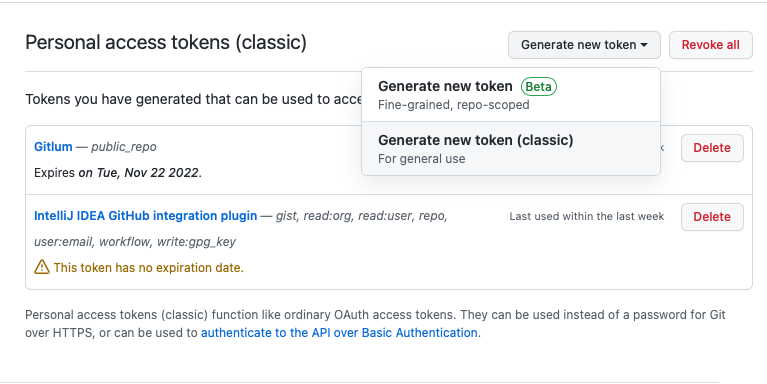 Personal access tokens (classic)
Generate new token
Revoke all
Generate new token Beta
Fine-grained, repo-scoped
Generate new token (classic)
For general use
Tokens you have generated that can be used to
Gitlum — public_repo
Delete
Expires on Tue, Nov 22 2022.
IntelliJ IDEA GitHub integration plugin — gist, read:org, read:user, repo,
user:email, workflow, write:gpg_key
Last used within the last week
Delete
This token has no expiration date.
Personal access tokens (classic) function like ordinary OAuth access tokens. They can be used instead of a password for Git
over HTTPS, or can be used to authenticate to the API over Basic Authentication.